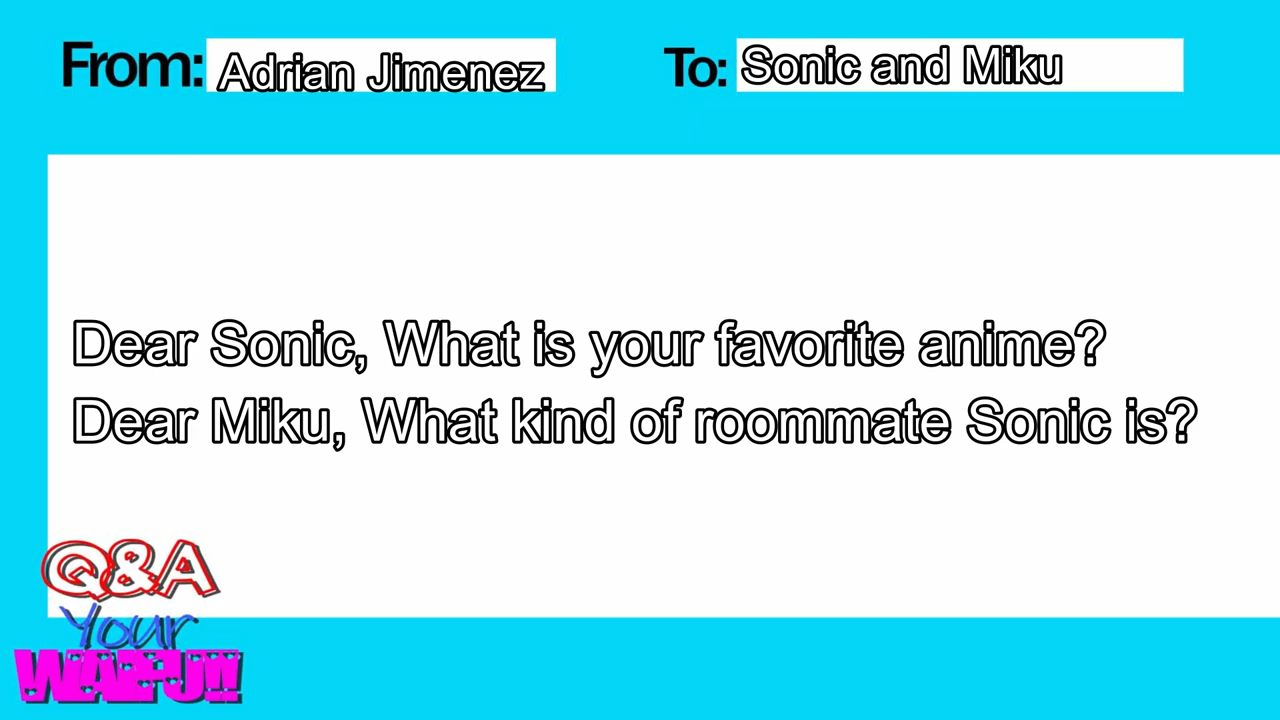 From: Adrian Jimenez
To: Sonic and Miku
Dear Sonic, What is your favorite anime?
Dear Miku, What kind of roommate Sonic is?
Q&A
Your
WAIFU!!